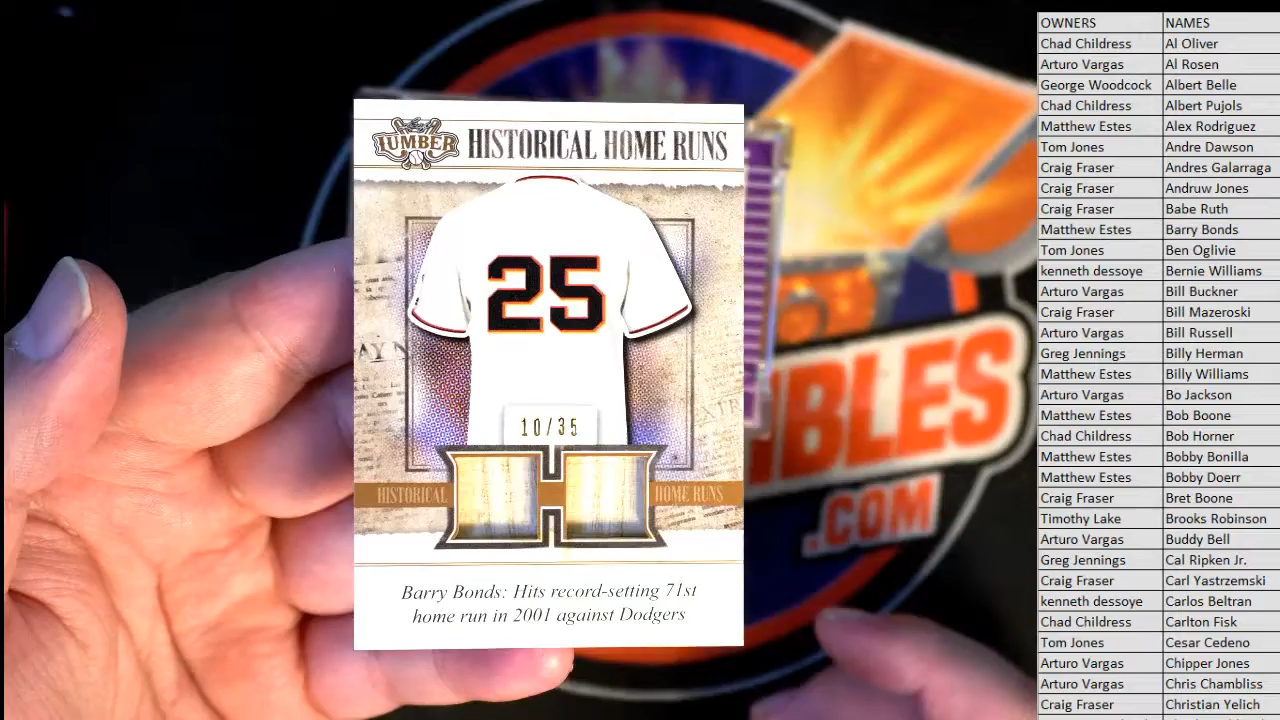 LUMBER
HISTORICAL HOME RUNS
25
10/35
HISTORICAL
HOME RUNS
Barry Bonds: Hits record-setting 71st
home run in 2001 against Dodgers
IBLES
.COM
OWNERS NAMES
Chad Childress Al Oliver
Arturo Vargas Al Rosen
George Woodcock Albert Belle
Chad Childress Albert Pujols
Matthew Estes Alex Rodriguez
Tom Jones Andre Dawson
Craig Fraser Andres Galarraga
Craig Fraser Andruw Jones
Craig Fraser Babe Ruth
Matthew Estes Barry Bonds
Tom Jones Ben Oglivie
kenneth dessoye Bernie Williams
Arturo Vargas Bill Buckner
Craig Fraser Bill Mazeroski
Arturo Vargas Bill Russell
Greg Jennings Billy Herman
Matthew Estes Billy Williams
Arturo Vargas Bo Jackson
Matthew Estes Bob Boone
Chad Childress Bob Horner
Matthew Estes Bobby Bonilla
Matthew Estes Bobby Doerr
Craig Fraser Bret Boone
Timothy Lake Brooks Robinson
Arturo Vargas Buddy Bell
Greg Jennings Cal Ripken Jr.
Craig Fraser Carl Yastrzemski
kenneth dessoye Carlos Beltran
Chad Childress Carlton Fisk
Tom Jones Cesar Cedeno
Arturo Vargas Chipper Jones
Arturo Vargas Chris Chambliss
Craig Fraser Christian Yelich